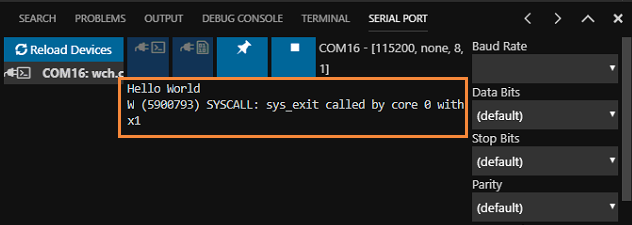 SEARCH PROBLEMS OUTPUT DEBUG CONSOLE TERMINAL SERIAL PORT
Reload Devices
COM16: wch.c
COM16 - [115200, none, 8,
1]
Hello World
W (5900793) SYSCALL: sys_exit called by core 0 with
x1
Baud Rate
Data Bits
(default)
Stop Bits
(default)
Parity
(default)